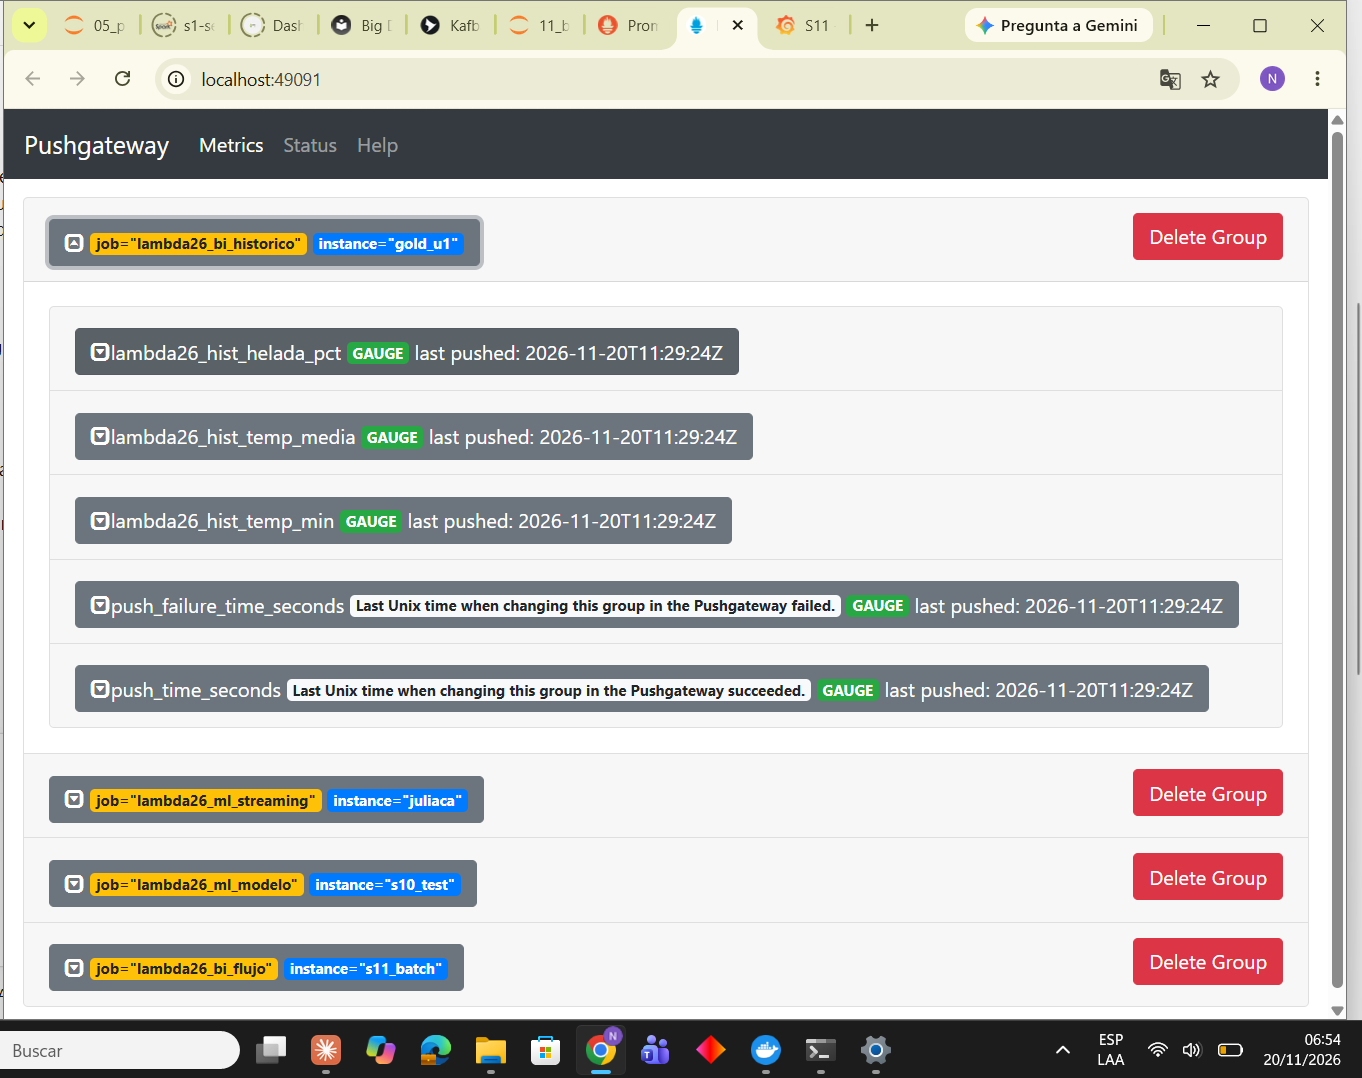 05_p
s1-se
Dash
Big D
Kafb
11_b
Pron
S11
Pregunta a Gemini
localhost:49091
N
Pushgateway Metrics Status Help
job="lambda26_bi_historico" instance="gold_u1" Delete Group
lambda26_hist_helada_pct GAUGE last pushed: 2026-11-20T11:29:24Z
lambda26_hist_temp_media GAUGE last pushed: 2026-11-20T11:29:24Z
lambda26_hist_temp_min GAUGE last pushed: 2026-11-20T11:29:24Z
push_failure_time_seconds Last Unix time when changing this group in the Pushgateway failed. GAUGE last pushed: 2026-11-20T11:29:24Z
push_time_seconds Last Unix time when changing this group in the Pushgateway succeeded. GAUGE last pushed: 2026-11-20T11:29:24Z
job="lambda26_ml_streaming" instance="juliaca" Delete Group
job="lambda26_ml_modelo" instance="s10_test" Delete Group
job="lambda26_bi_flujo" instance="s11_batch" Delete Group
Buscar
N
ESP
LAA
06:54
20/11/2026